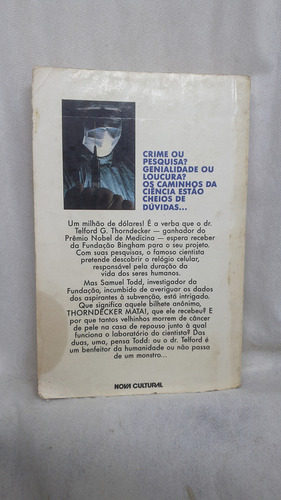 CRIME OU
PESQUISA?
GENIALIDADE OU
LOUCURA?
OS CAMINHOS DA
CIÊNCIA ESTÃO
CHEIOS DE
DÚVIDAS...
Um milhão de dólares! É a verba que o dr.
Telford G. Thorndecker — ganhador do
Prêmio Nobel de Medicina — espera receber
da Fundação Bingham para o seu projeto.
Com suas pesquisas, o famoso cientista
pretende descobrir o relógio celular,
responsável pela duração da
vida dos seres humanos.
Mas Samuel Todd, investigador da
Fundação, incumbido de averiguar os dados
dos aspirantes à subvenção, está intrigado.
Que significa aquele bilhete anônimo,
THORNDECKER MATA!, que ele recebeu? E
por que tantos velhinhos morrem de câncer
de pele na casa de repouso junto à qual
funciona o laboratório do cientista? Das
duas, uma, pensa Todd: ou o dr. Telford é
um benfeitor da humanidade ou não passa
de um monstro...
NOVA CULTURAL